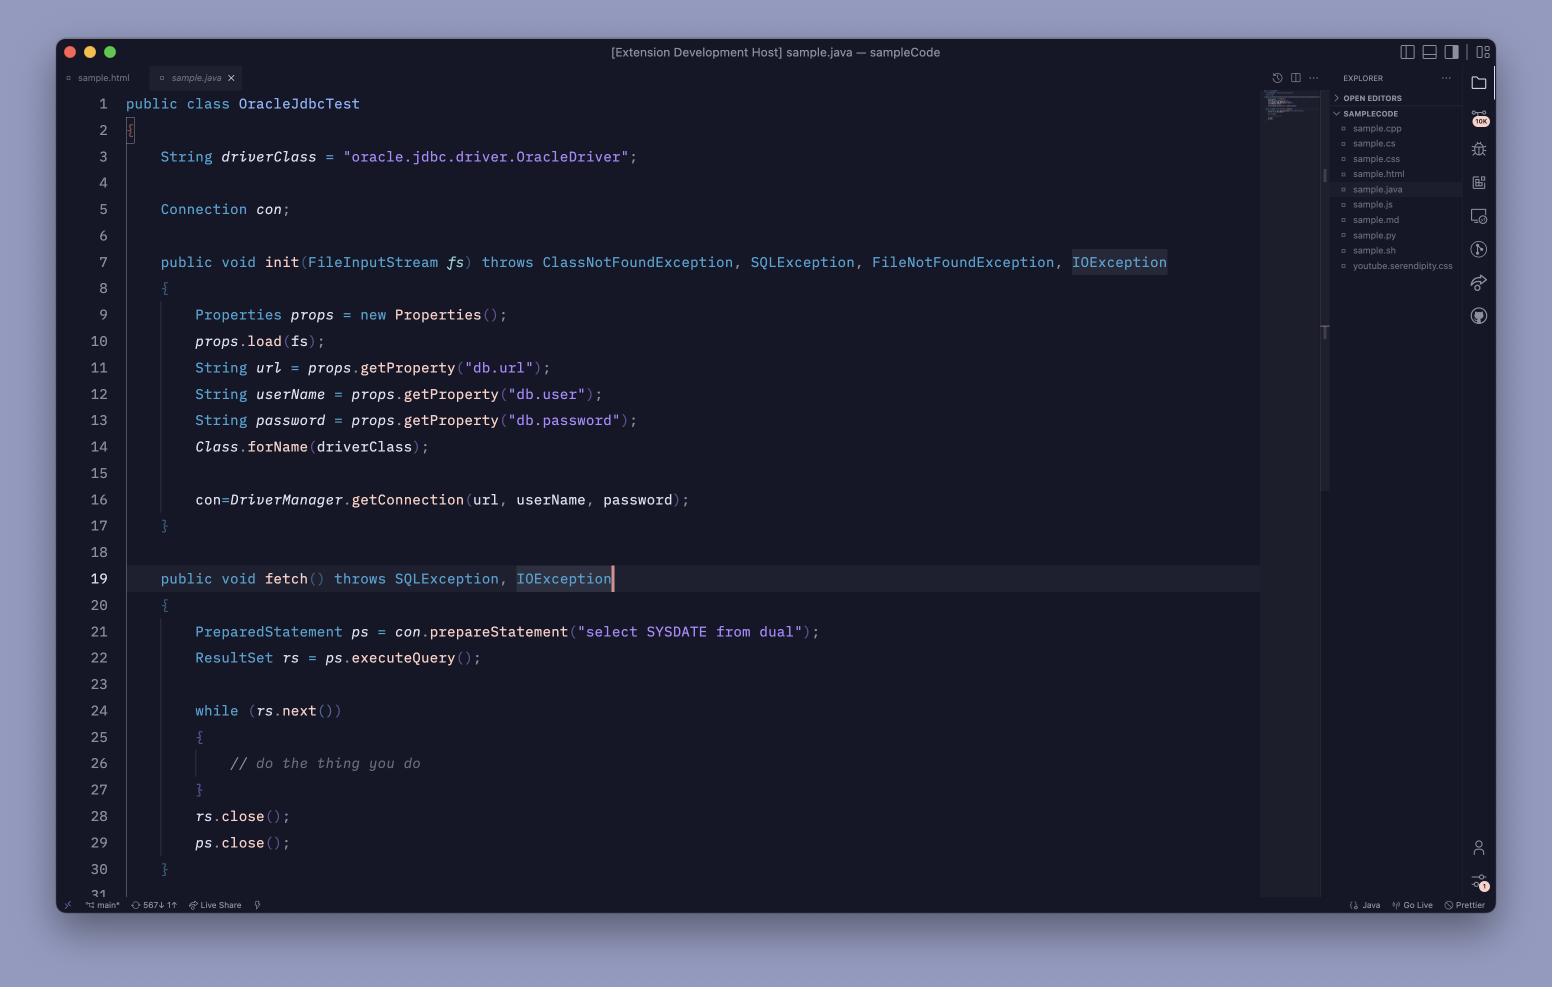 [Extension Development Host] sample.java — sampleCode
sample.html
sample.java
EXPLORER
1 public class OracleJdbcTest
2 {
3 String driverClass = "oracle.jdbc.driver.OracleDriver";
4
5 Connection con;
6
7 public void init(FileInputStream fs) throws ClassNotFoundException, SQLException, FileNotFoundException, IOException
8 {
9 Properties props = new Properties();
10 props.load(fs);
11 String url = props.getProperty("db.url");
12 String userName = props.getProperty("db.user");
13 String password = props.getProperty("db.password");
14 Class.forName(driverClass);
15
16 con=DriverManager.getConnection(url, userName, password);
17 }
18
19 public void fetch() throws SQLException, IOException
20 {
21 PreparedStatement ps = con.prepareStatement("select SYSDATE from dual");
22 ResultSet rs = ps.executeQuery();
23
24 while (rs.next())
25 {
26 // do the thing you do
27 }
28 rs.close();
29 ps.close();
30 }
31
OPEN EDITORS
SAMPLECODE
sample.cpp
sample.cs
sample.css
sample.html
sample.java
sample.js
sample.md
sample.py
sample.sh
youtube.serendipity.css
10K
1
main* 567↓ 1↑ Live Share
Java Go Live Prettier